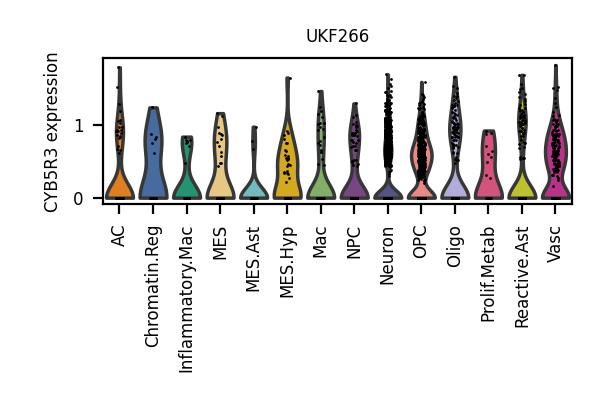 UKF266
CYB5R3 expression
1
0
AC
Chromatin.Reg
Inflammatory.Mac
MES
MES.Ast
MES.Hyp
Mac
NPC
Neuron
OPC
Oligo
Prolif.Metab
Reactive.Ast
Vasc